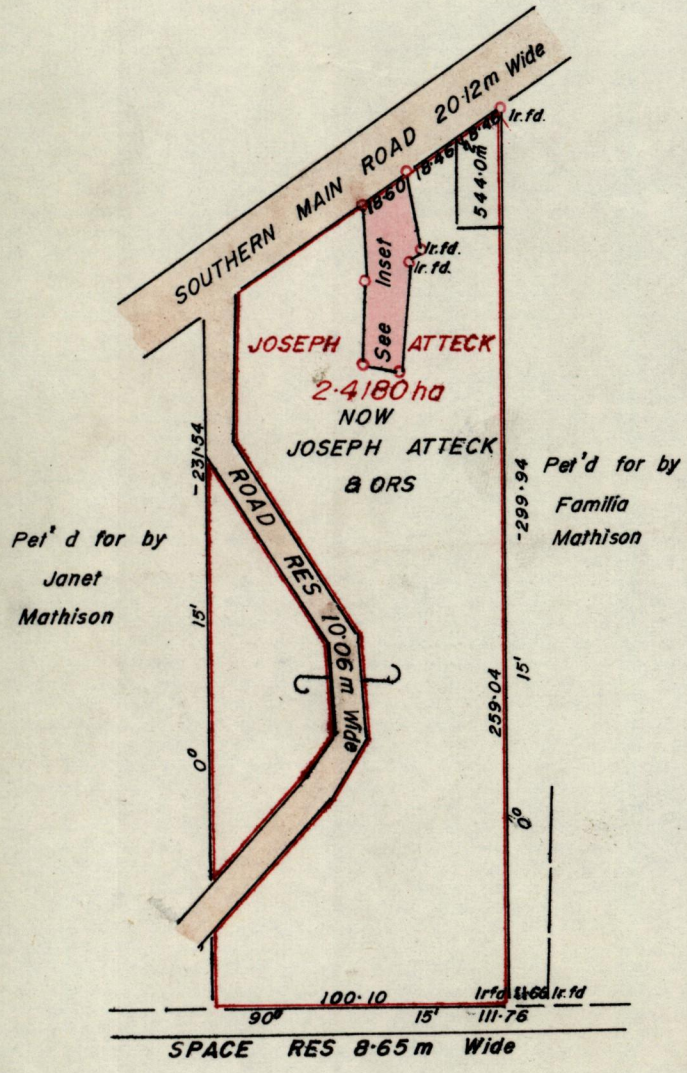 SOUTHERN MAIN ROAD 20·12m Wide
Ir.fd.
18·60
18·46
544.0m
See Inset
Ir.fd.
Ir.fd.
JOSEPH ATTECK
2·4180 ha
NOW
JOSEPH ATTECK
& ORS
-231·54
15'
0°
Pet'd for by
Janet
Mathison
ROAD RES 10·06 m Wide
-299·94
Pet'd for by
Familia
Mathison
259·04
15'
0°
100·10
Ir.fd
Ir.fd
90°
15'
111·76
SPACE RES 8·65 m Wide